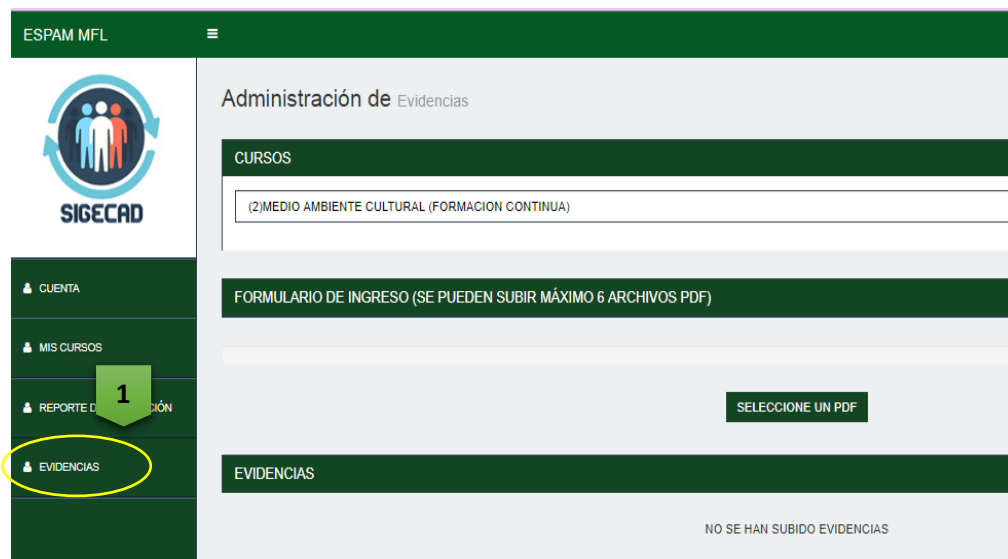 ESPAM MFL
SIGECAD
CUENTA
MIS CURSOS
REPORTE
1
EVIDENCIAS
Administración de Evidencias
CURSOS
(2)MEDIO AMBIENTE CULTURAL (FORMACION CONTINUA)
FORMULARIO DE INGRESO (SE PUEDEN SUBIR MÁXIMO 6 ARCHIVOS PDF)
SELECCIONE UN PDF
EVIDENCIAS
NO SE HAN SUBIDO EVIDENCIAS